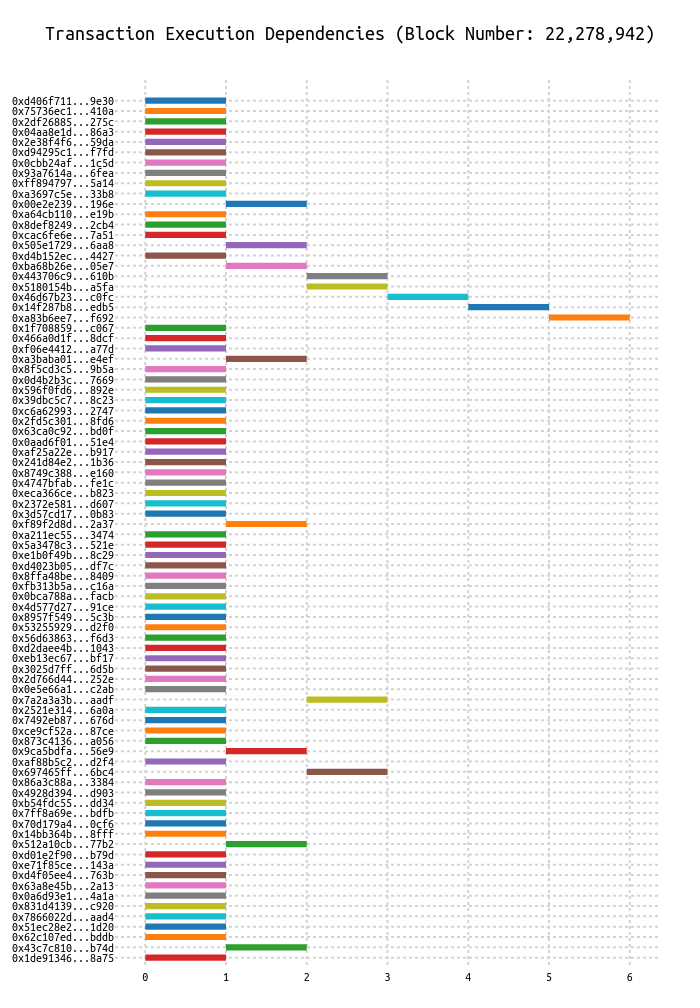 Transaction Execution Dependencies (Block Number: 22,278,942)
0xd406f711...9e30
0x75736ec1...410a
0x2df26885...275c
0x04aa8e1d...86a3
0x2e38f4f6...59da
0xd94295c1...f7fd
0x0cbb24af...1c5d
0x93a7614a...6fea
0xff894797...5a14
0xa3697c5e...33b8
0x00e2e239...196e
0xa64cb110...e19b
0x8def8249...2cb4
0xcac6fe6e...7a51
0x505e1729...6aa8
0xd4b152ec...4427
0xba68b26e...05e7
0x443706c9...610b
0x5180154b...a5fa
0x46d67b23...c0fc
0x14f287b8...edb5
0xa83b6ee7...f692
0x1f708859...c067
0x466a0d1f...8dcf
0xf06e4412...a77d
0xa3baba01...e4ef
0x8f5cd3c5...9b5a
0x0d4b2b3c...7669
0x596f0fd6...892e
0x39dbc5c7...8c23
0xc6a62993...2747
0x2fd5c301...8fd6
0x63ca0c92...bd0f
0x0aad6f01...51e4
0xaf25a22e...b917
0x241d84e2...1b36
0x8749c388...e160
0x4747bfab...fe1c
0xeca366ce...b823
0x2372e581...d607
0x3d57cd17...0b83
0xf89f2d8d...2a37
0xa211ec55...3474
0x5a3478c3...521e
0xe1b0f49b...8c29
0xd4023b05...df7c
0x8ffa48be...8409
0xfb313b5a...c16a
0x0bca788a...facb
0x4d577d27...91ce
0x8957f549...5c3b
0x53255929...d2f0
0x56d63863...f6d3
0xd2daee4b...1043
0xeb13ec67...bf17
0x3025d7ff...6d5b
0x2d766d44...252e
0x0e5e66a1...c2ab
0x7a2a3a3b...aadf
0x2521e314...6a0a
0x7492eb87...676d
0xce9cf52a...87ce
0x873c4136...a056
0x9ca5bdfa...56e9
0xaf88b5c2...d2f4
0x697465ff...6bc4
0x86a3c88a...3384
0x4928d394...d903
0xb54fdc55...dd34
0x7ff8a69e...bdfb
0x70d179a4...0cf6
0x14bb364b...8fff
0x512a10cb...77b2
0xd01e2f90...b79d
0xe71f85ce...143a
0xd4f05ee4...763b
0x63a8e45b...2a13
0x0a6d93e1...4a1a
0x831d4139...c920
0x7866022d...aad4
0x51ec28e2...1d20
0x62c107ed...bddb
0x43c7c810...b74d
0x1de91346...8a75
0 1 2 3 4 5 6